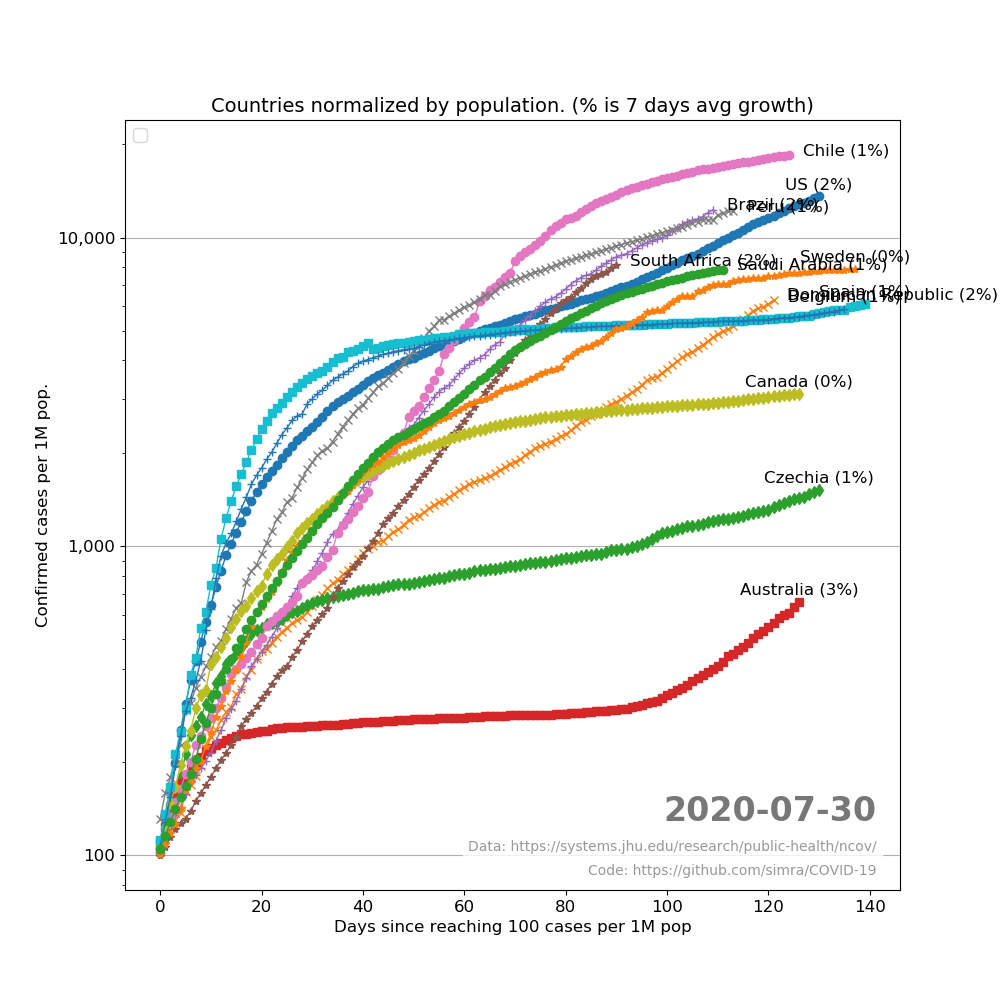 Countries normalized by population. (% is 7 days avg growth)
Chile (1%)
US (2%)
Brazil (2%)
Peru (1%)
10,000
South Africa (2%)
Saudi Arabia (1%)
Sweden (0%)
Spain (1%)
Dominican Republic (2%)
Belgium (1%)
Canada (0%)
Czechia (1%)
1,000
Australia (3%)
Confirmed cases per 1M pop.
2020-07-30
Data: https://systems.jhu.edu/research/public-health/ncov/
100
Code: https://github.com/simra/COVID-19
0 20 40 60 80 100 120 140
Days since reaching 100 cases per 1M pop